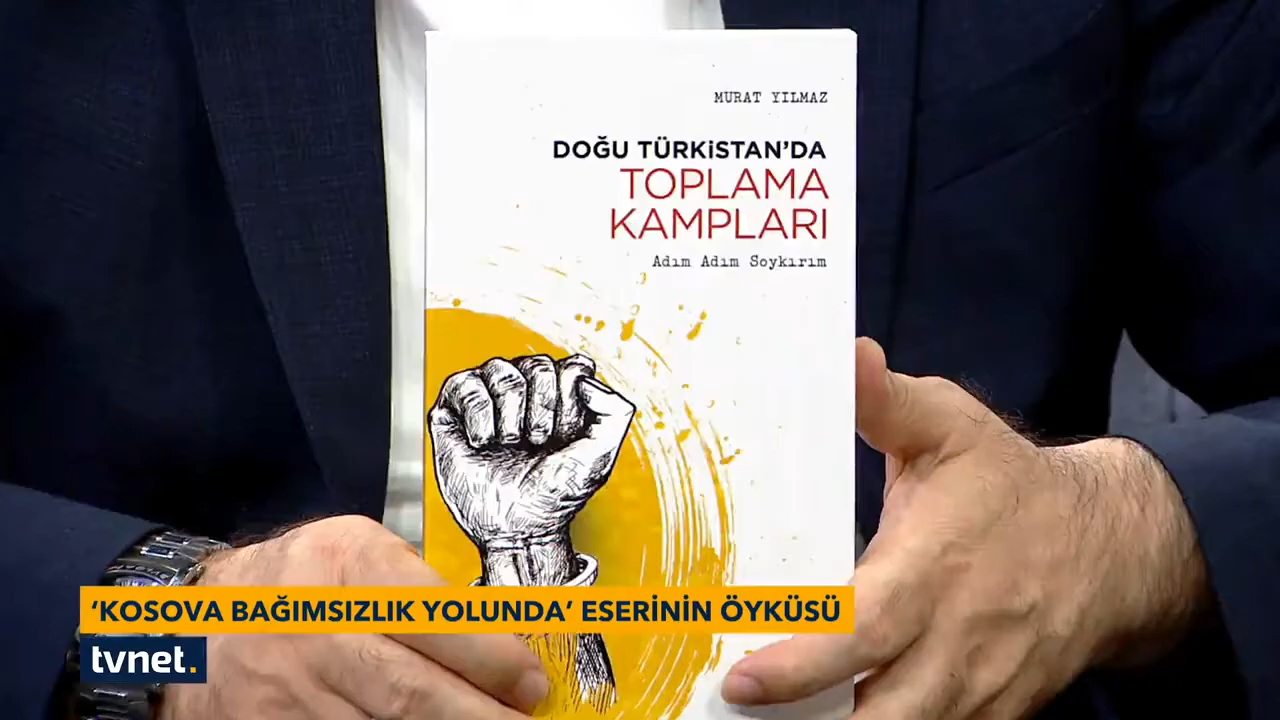 MURAT YILMAZ
DOĞU TÜRKİSTAN'DA
TOPLAMA
KAMPLARI
Adım Adım Soykırım
‘KOSOVA BAĞIMSIZLIK YOLUNDA’ ESERİNİN ÖYKÜSÜ
tvnet.